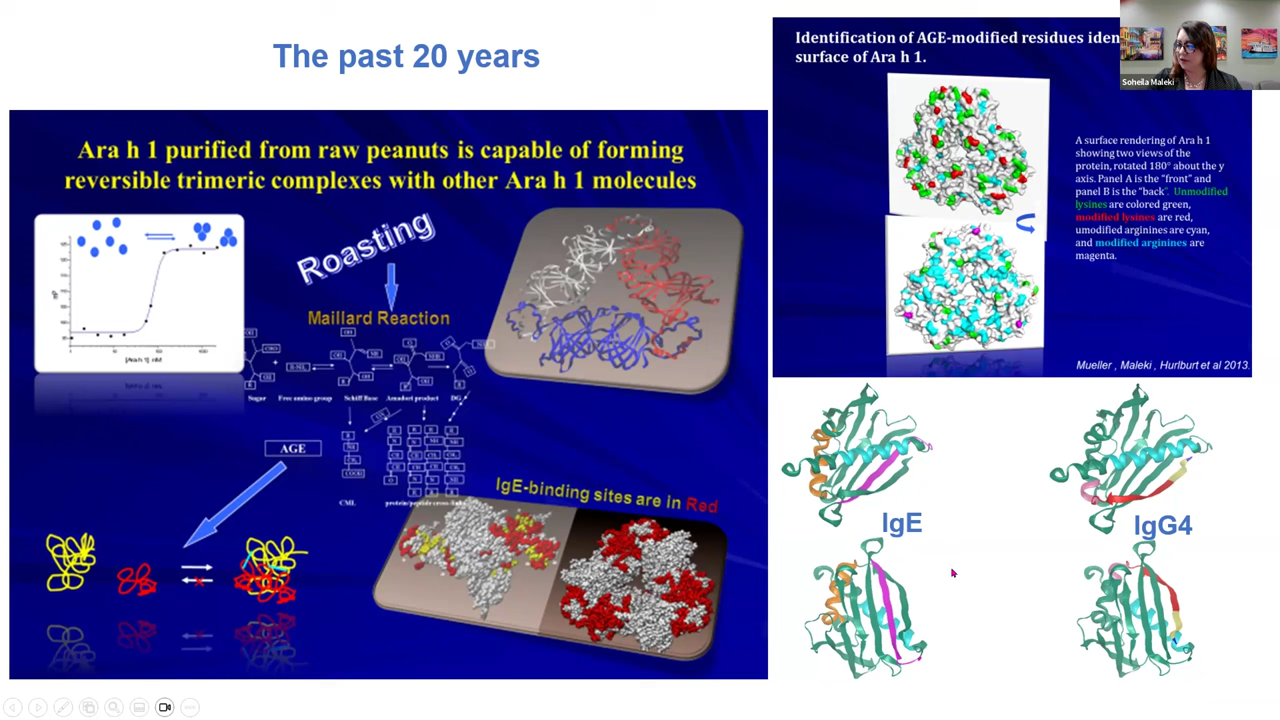 The past 20 years
Ara h 1 purified from raw peanuts is capable of forming
reversible trimeric complexes with other Ara h 1 molecules
[Ara h 1], nM
Roasting
Maillard Reaction
Sugar
Free amino group
Schiff Base
Amadori product
DG
AGE
CML
protein/peptide cross-links
IgE-binding sites are in Red
Identification of AGE-modified residues iden
surface of Ara h 1.
Soheila Maleki
A surface rendering of Ara h 1
showing two views of the
protein, rotated 180° about the y
axis. Panel A is the "front" and
panel B is the "back". Unmodified
lysines are colored green,
modified lysines are red,
umodified arginines are cyan,
and modified arginines are
magenta.
Mueller , Maleki , Hurlburt et al 2013.
IgE
IgG4